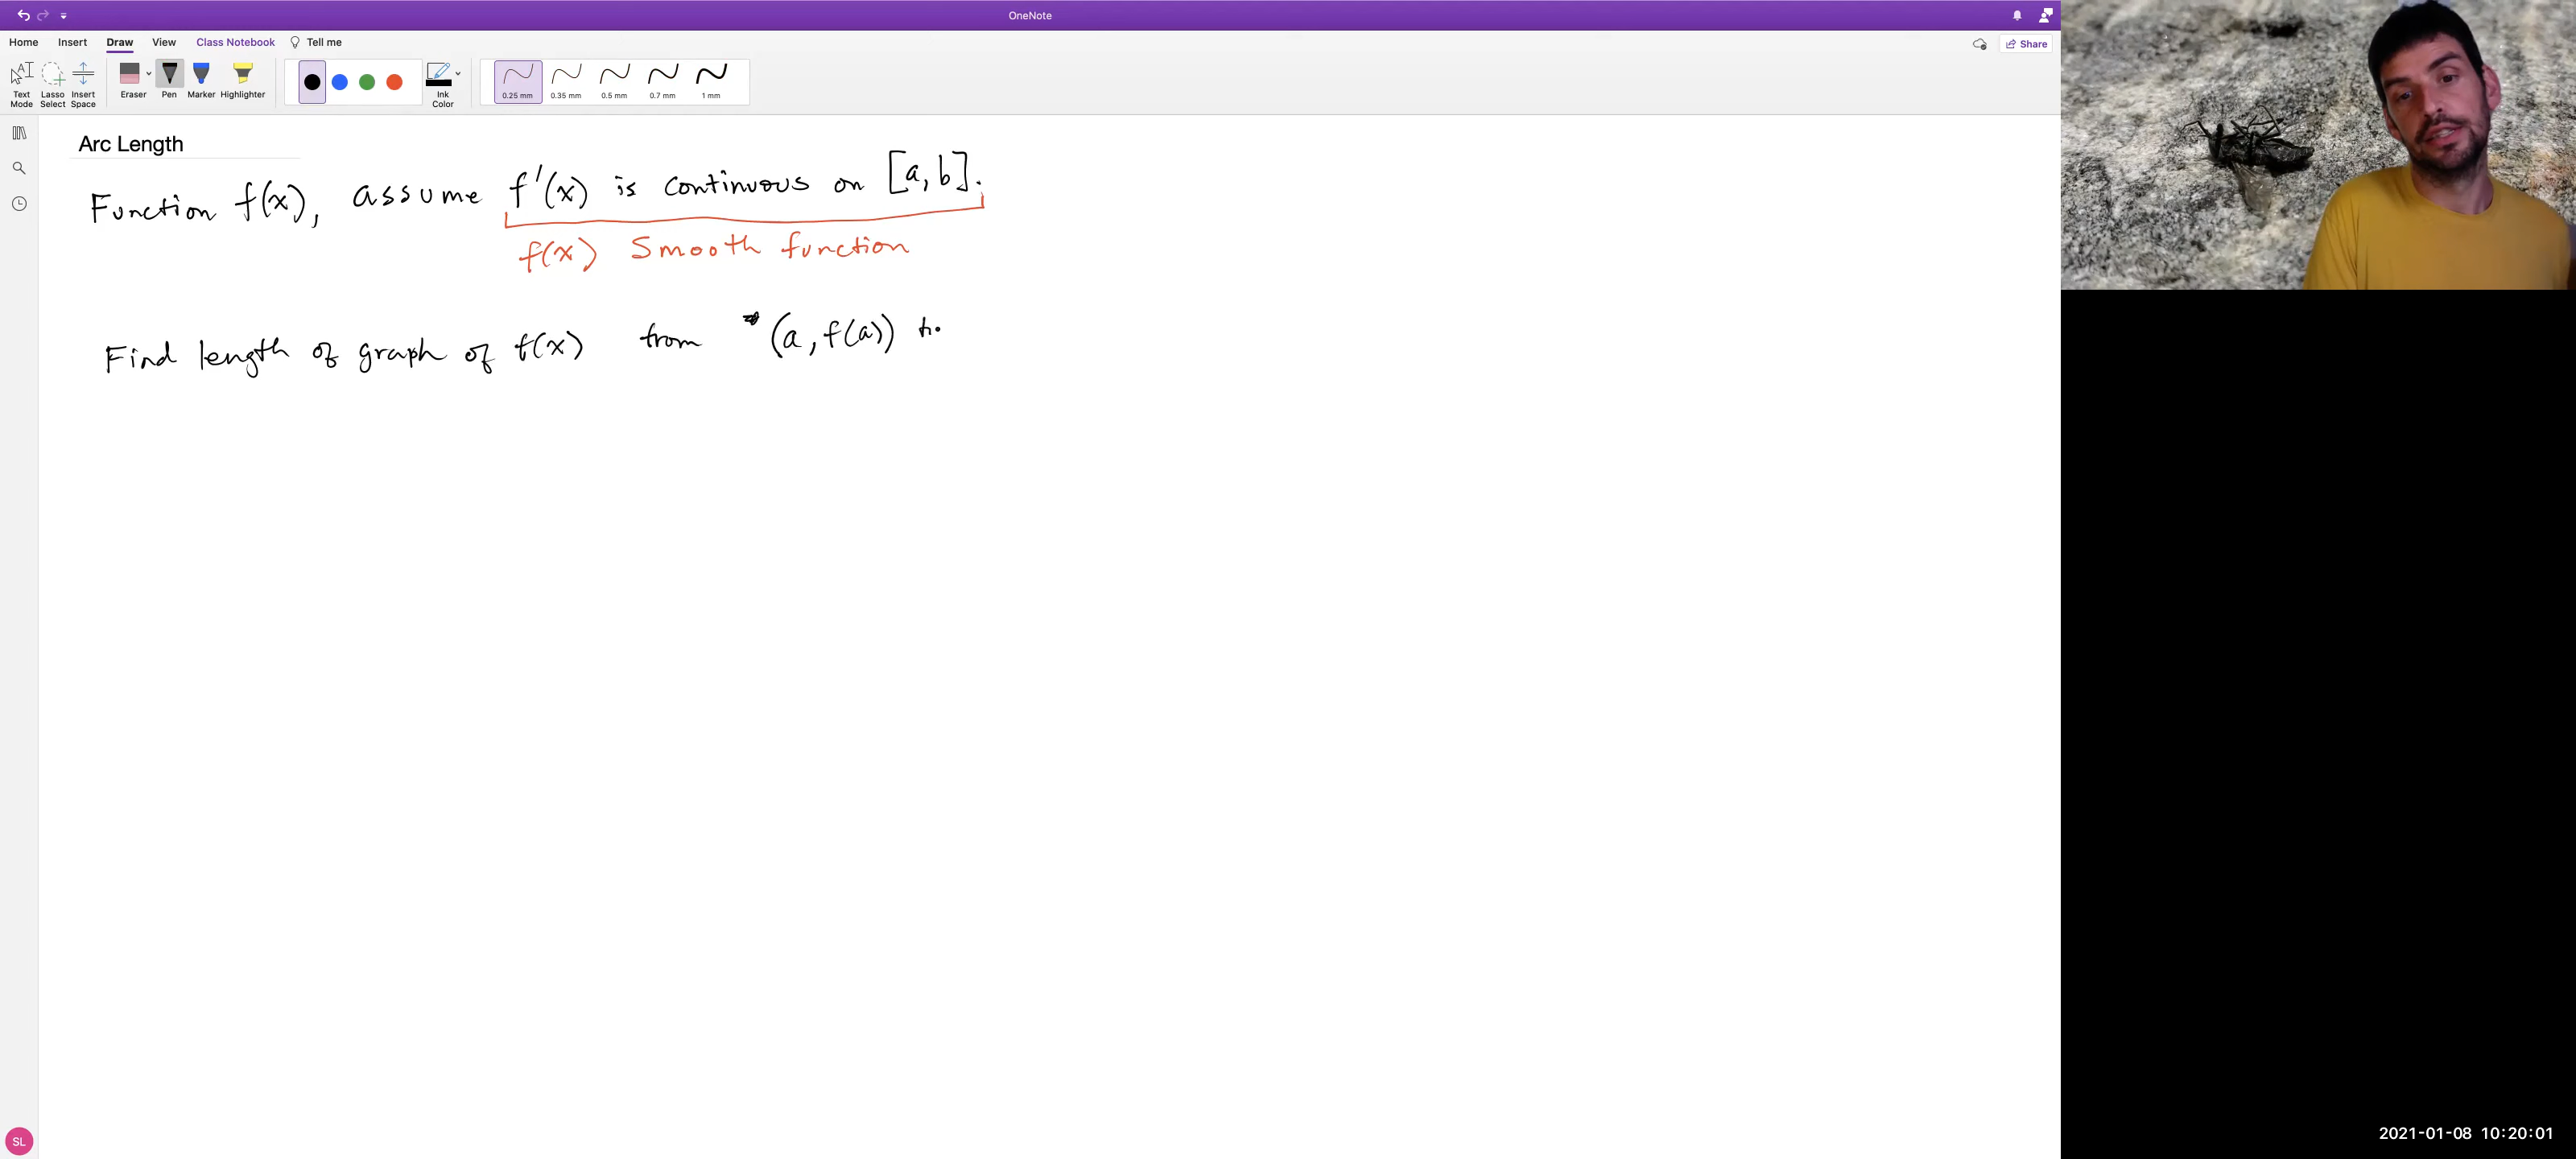 OneNote
Home Insert Draw View Class Notebook Tell me
Share
Text Mode
Lasso Select
Insert Space
Eraser
Pen
Marker
Highlighter
Ink Color
0.25 mm
0.35 mm
0.5 mm
0.7 mm
1 mm
Arc Length
Function f(x), assume f'(x) is continuous on [a,b].
f(x) Smooth function
Find length of graph of f(x) from (a, f(a)) to
SL
2021-01-08 10:20:01